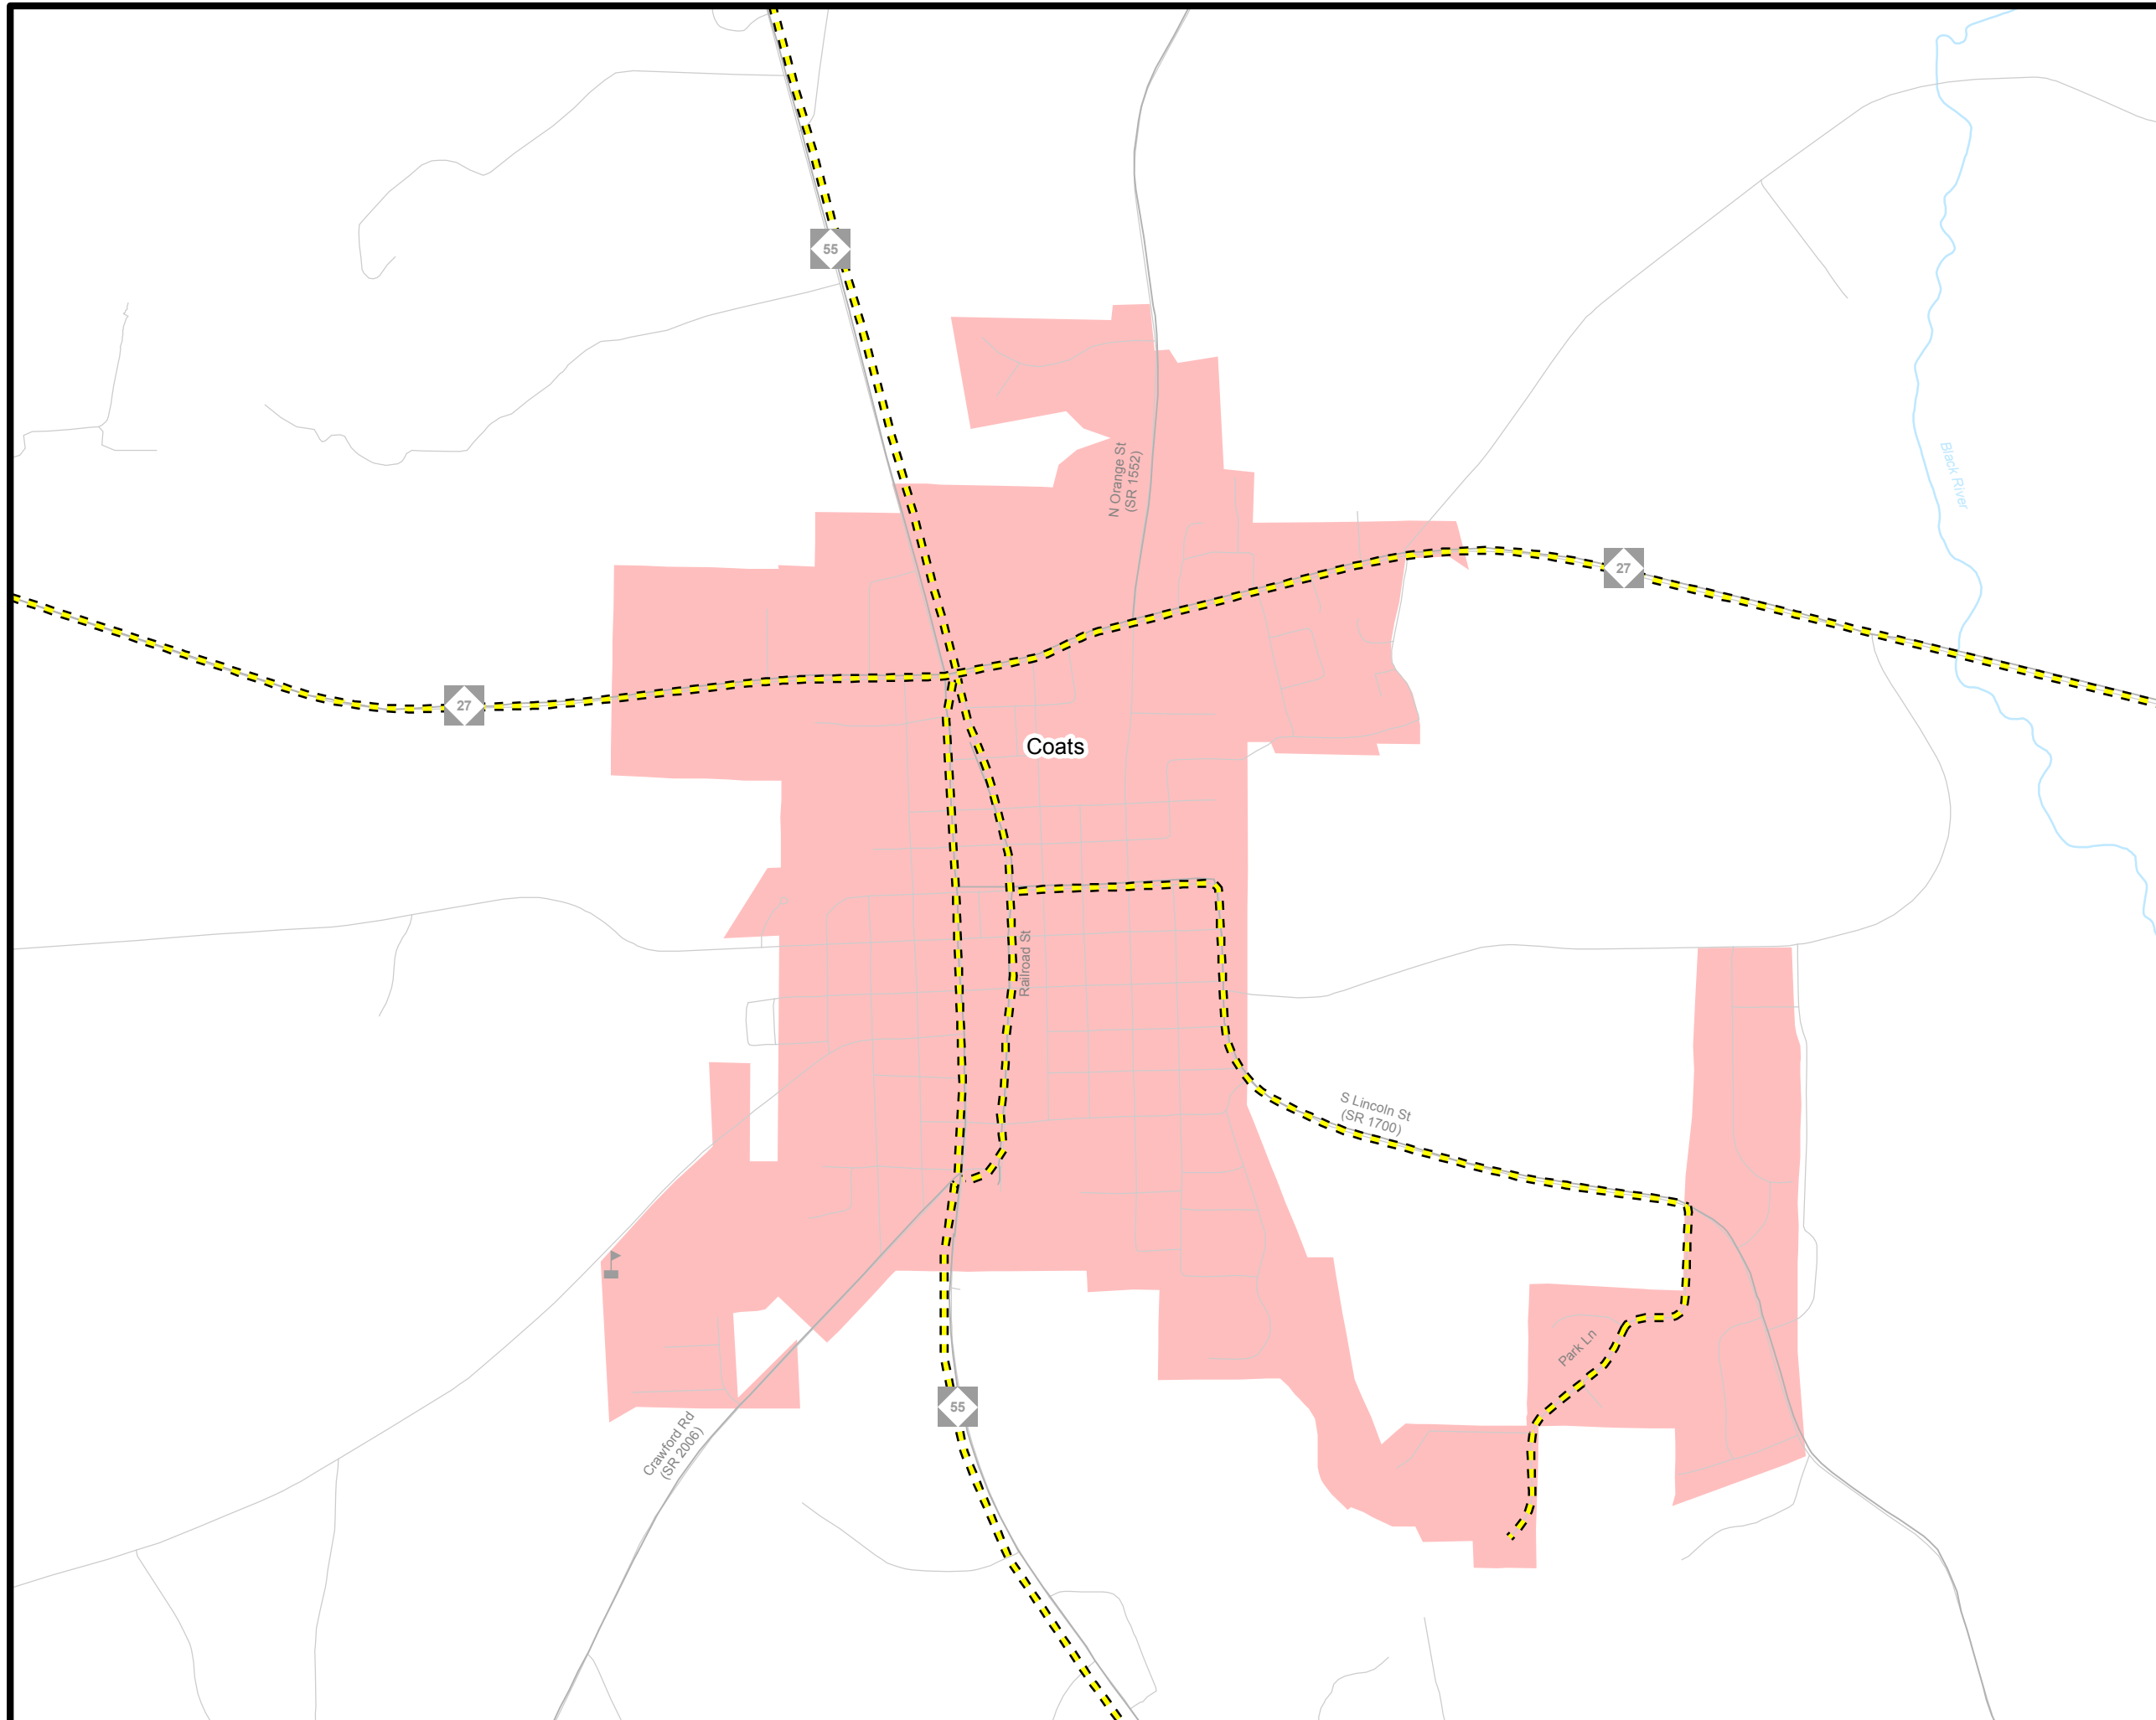 55
N Orange St
(SR 1552)
Black River
27
27
Coats
Railroad St
S Lincoln St
(SR 1700)
Park Ln
55
Crawford Rd
(SR 2006)